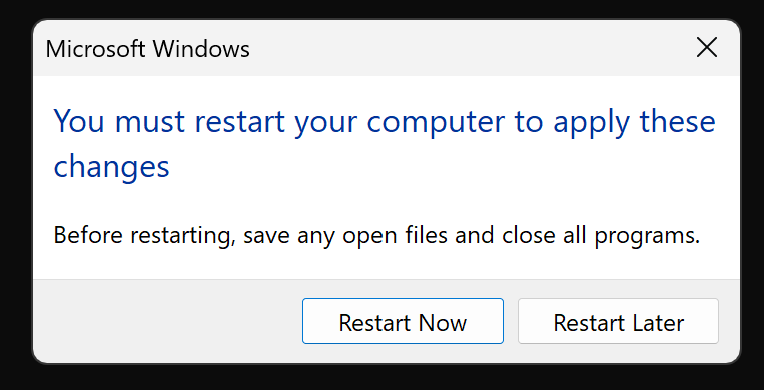 Microsoft Windows
You must restart your computer to apply these
changes
Before restarting, save any open files and close all programs.
Restart Now
Restart Later